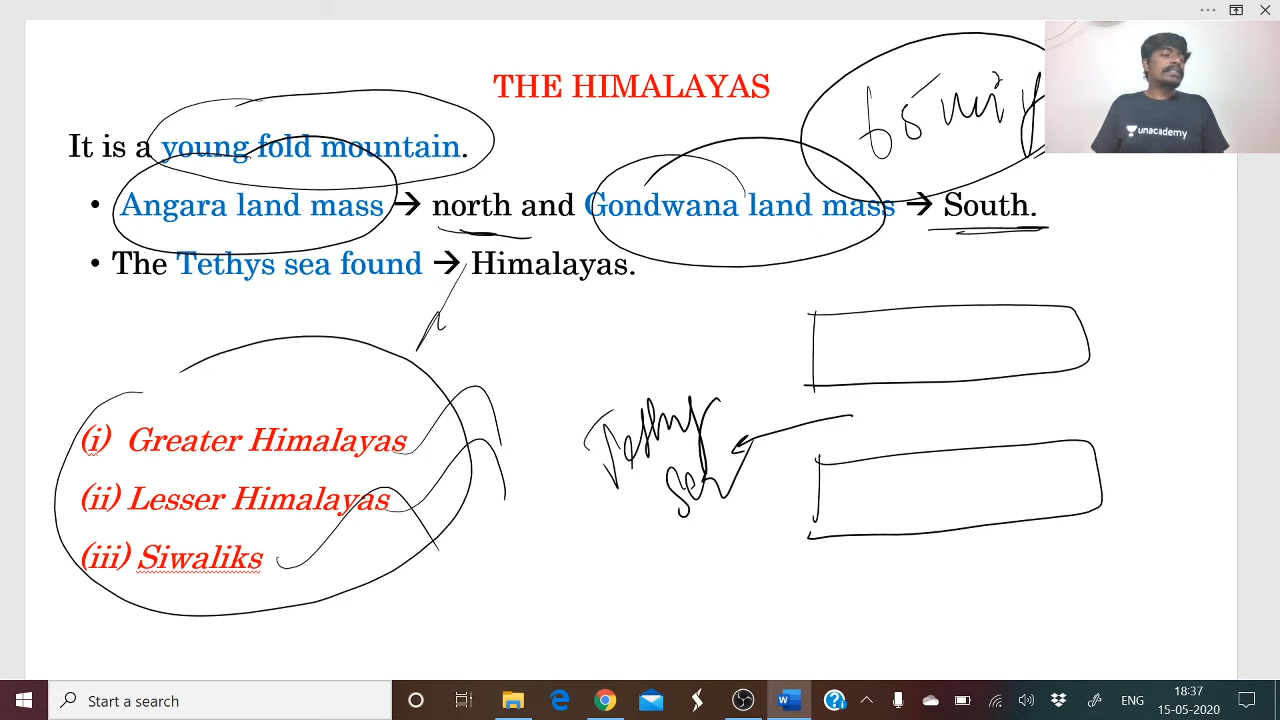 THE HIMALAYAS
65 mi y
unacademy
It is a young fold mountain.
• Angara land mass → north and Gondwana land mass → South.
• The Tethys sea found → Himalayas.
(i) Greater Himalayas
(ii) Lesser Himalayas
(iii) Siwaliks
Tethys
Sea
Start a search
ENG
18:37
15-05-2020